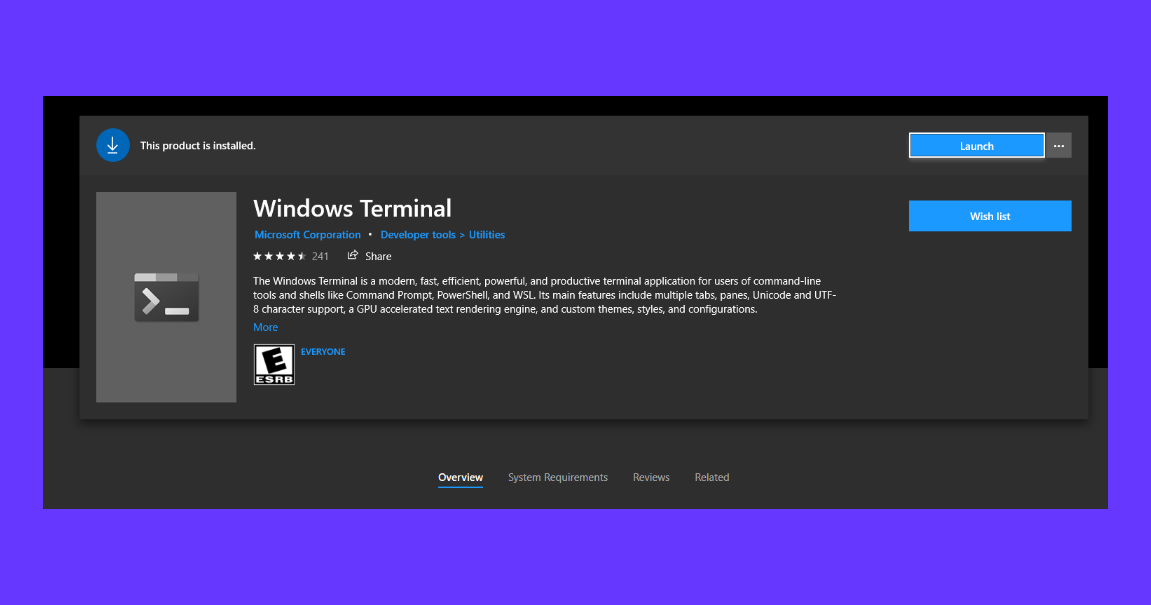 This product is installed.
Launch
...
Windows Terminal
Microsoft Corporation • Developer tools > Utilities
241 Share
The Windows Terminal is a modern, fast, efficient, powerful, and productive terminal application for users of command-line
tools and shells like Command Prompt, PowerShell, and WSL. Its main features include multiple tabs, panes, Unicode and UTF-
8 character support, a GPU accelerated text rendering engine, and custom themes, styles, and configurations.
More
Wish list
E
ESRB
EVERYONE
Overview System Requirements Reviews Related